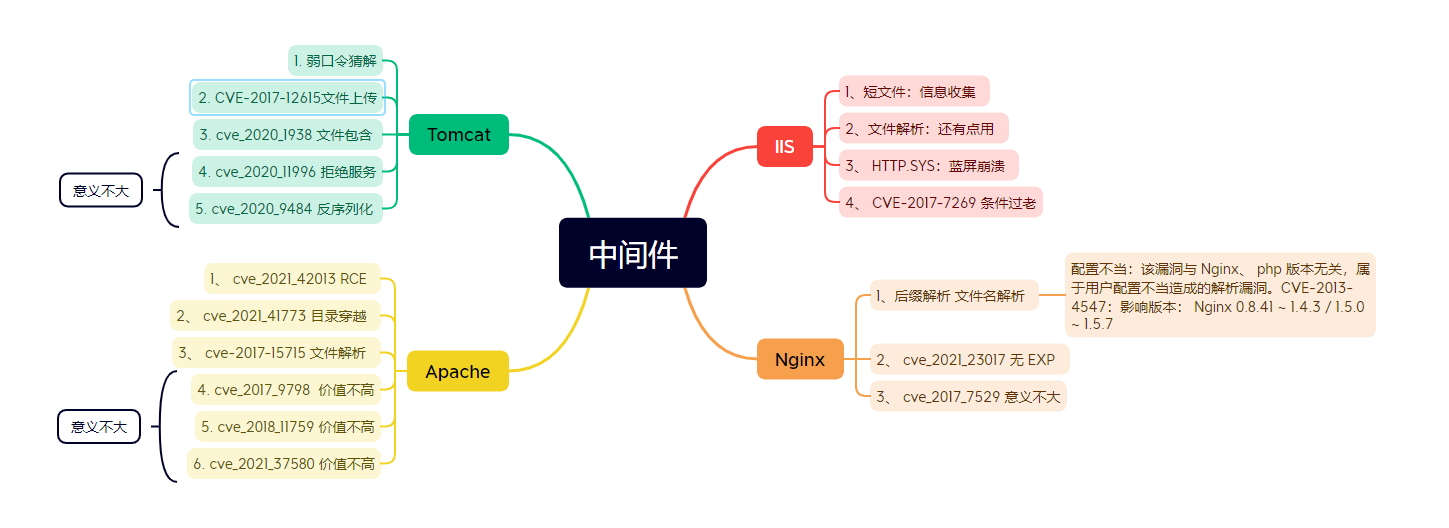 中间件
Tomcat
1. 弱口令猜解
2. CVE-2017-12615文件上传
3. cve_2020_1938 文件包含
4. cve_2020_11996 拒绝服务
5. cve_2020_9484 反序列化
意义不大
Apache
1、 cve_2021_42013 RCE
2、 cve_2021_41773 目录穿越
3、 cve-2017-15715 文件解析
4. cve_2017_9798 价值不高
5. cve_2018_11759 价值不高
6. cve_2021_37580 价值不高
意义不大
IIS
1、短文件：信息收集
2、文件解析：还有点用
3、 HTTP.SYS：蓝屏崩溃
4、 CVE-2017-7269 条件过老
Nginx
1、后缀解析 文件名解析
配置不当：该漏洞与 Nginx、 php 版本无关，属
于用户配置不当造成的解析漏洞。CVE-2013-
4547：影响版本： Nginx 0.8.41 ~ 1.4.3 / 1.5.0
~ 1.5.7
2、 cve_2021_23017 无 EXP
3、 cve_2017_7529 意义不大